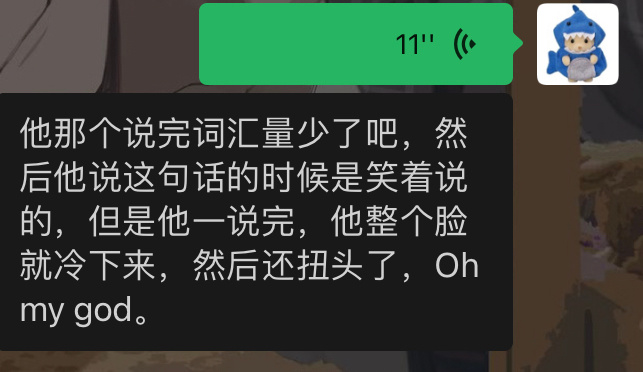 11''
他那个说完词汇量少了吧，然
后他说这句话的时候是笑着说
的，但是他一说完，他整个脸
就冷下来，然后还扭头了，Oh
my god。